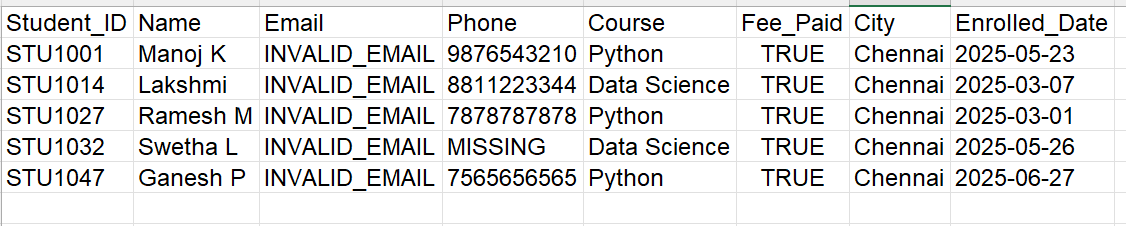 Student_ID Name Email Phone Course Fee_Paid City Enrolled_Date
STU1001 Manoj K INVALID_EMAIL 9876543210 Python TRUE Chennai 2025-05-23
STU1014 Lakshmi INVALID_EMAIL 8811223344 Data Science TRUE Chennai 2025-03-07
STU1027 Ramesh M INVALID_EMAIL 7878787878 Python TRUE Chennai 2025-03-01
STU1032 Swetha L INVALID_EMAIL MISSING Data Science TRUE Chennai 2025-05-26
STU1047 Ganesh P INVALID_EMAIL 7565656565 Python TRUE Chennai 2025-06-27